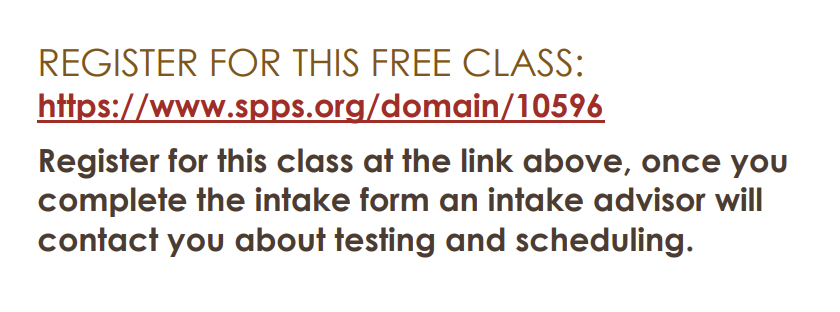 REGISTER FOR THIS FREE CLASS:
https://www.spps.org/domain/10596
Register for this class at the link above, once you
complete the intake form an intake advisor will
contact you about testing and scheduling.